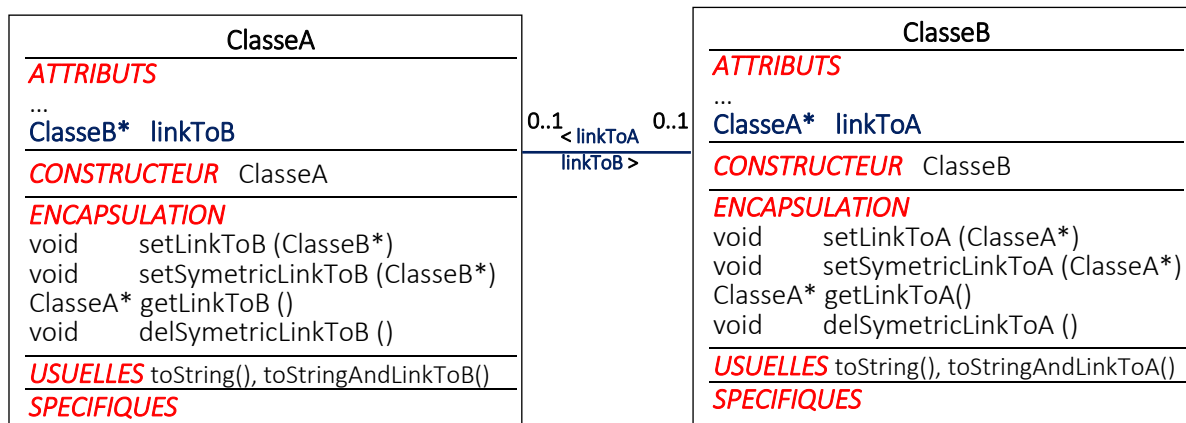 ClasseA
ATTRIBUTS
...
ClasseB* linkToB
CONSTRUCTEUR ClasseA
ENCAPSULATION
void setLinkToB (ClasseB*)
void setSymetricLinkToB (ClasseB*)
ClasseA* getLinkToB ()
void delSymetricLinkToB ()
USUELLES toString(), toStringAndLinkToB()
SPECIFIQUES
0..1 0..1
< linkToA
linkToB >
ClasseB
ATTRIBUTS
...
ClasseA* linkToA
CONSTRUCTEUR ClasseB
ENCAPSULATION
void setLinkToA (ClasseA*)
void setSymetricLinkToA (ClasseA*)
ClasseA* getLinkToA()
void delSymetricLinkToA ()
USUELLES toString(), toStringAndLinkToA()
SPECIFIQUES